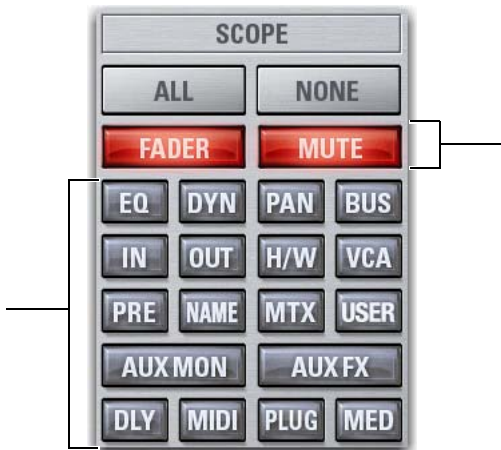 SCOPE
ALL NONE
FADER MUTE
EQ DYN PAN BUS
IN OUT H/W VCA
PRE NAME MTX USER
AUX MON AUX FX
DLY MIDI PLUG MED